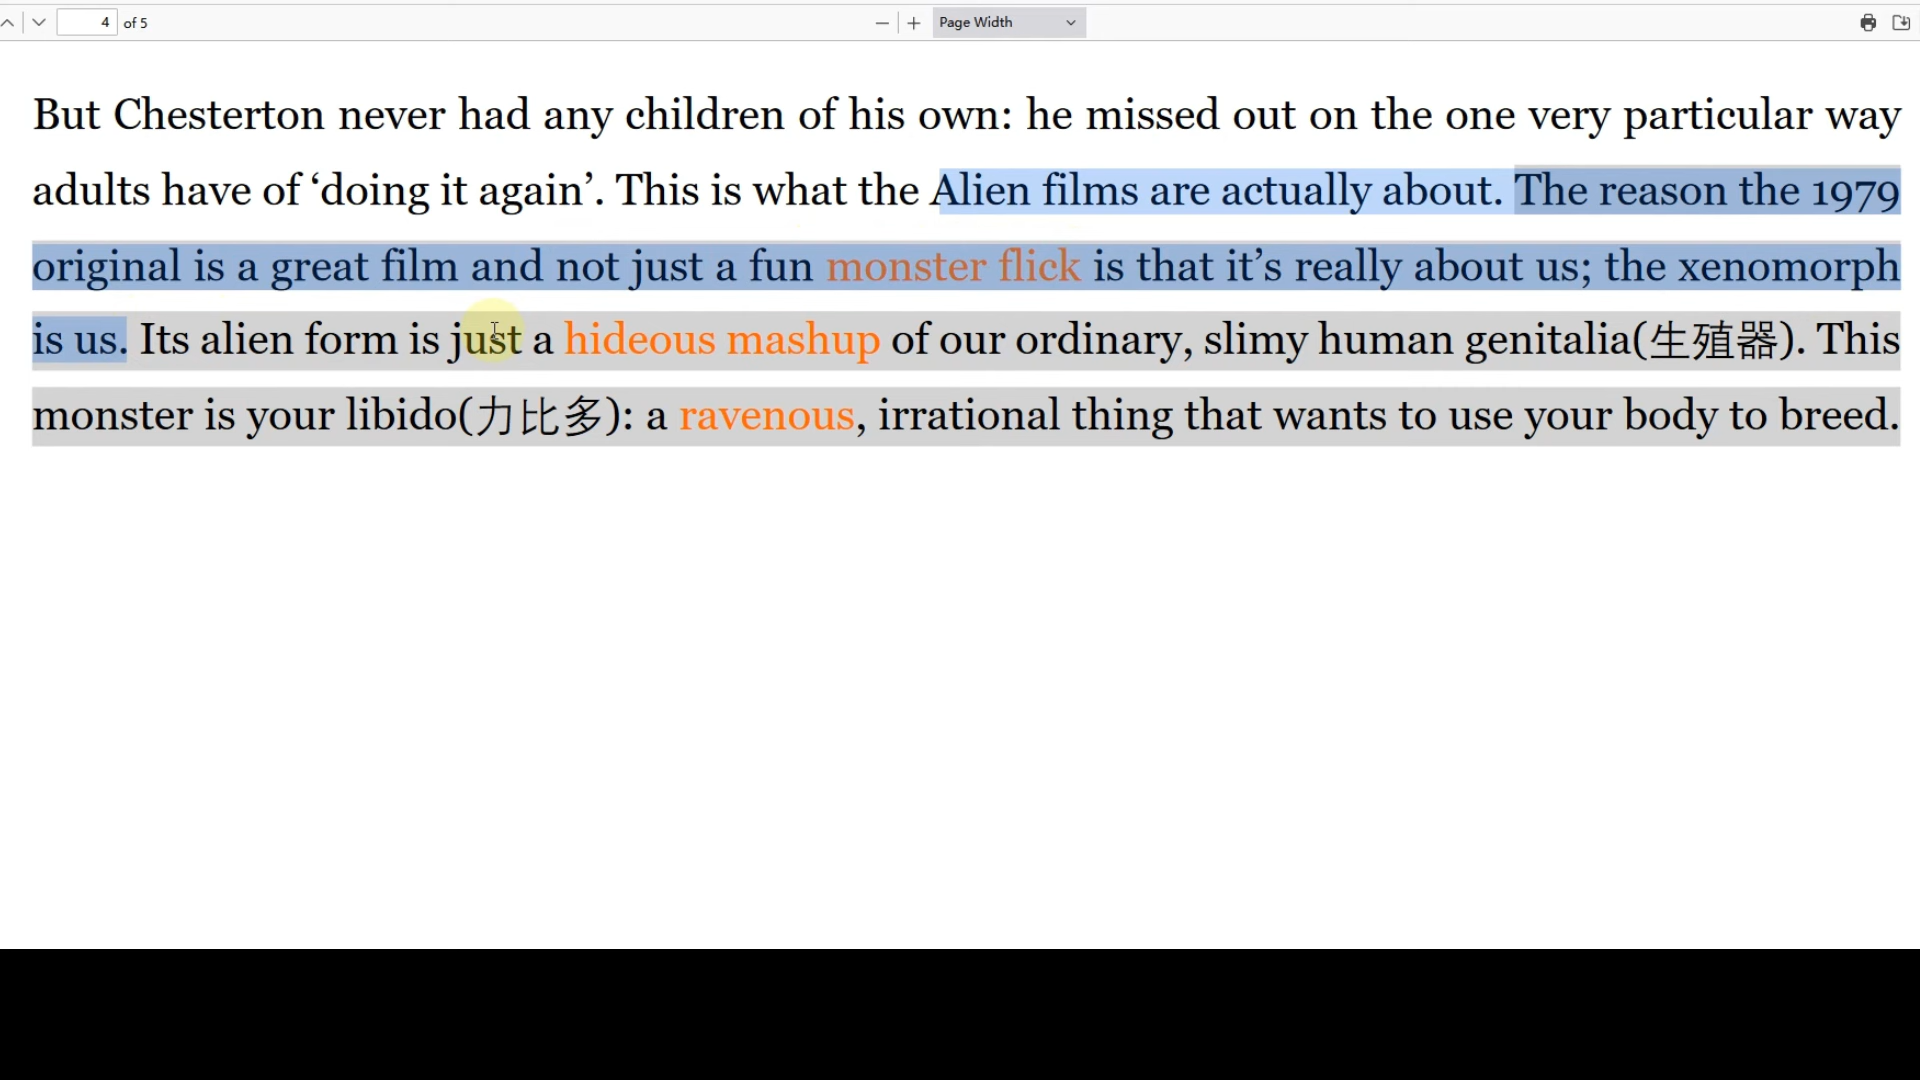 4 of 5
Page Width
But Chesterton never had any children of his own: he missed out on the one very particular way
adults have of ‘doing it again’. This is what the Alien films are actually about. The reason the 1979
original is a great film and not just a fun monster flick is that it’s really about us; the xenomorph
is us. Its alien form is just a hideous mashup of our ordinary, slimy human genitalia(生殖器). This
monster is your libido(力比多): a ravenous, irrational thing that wants to use your body to breed.